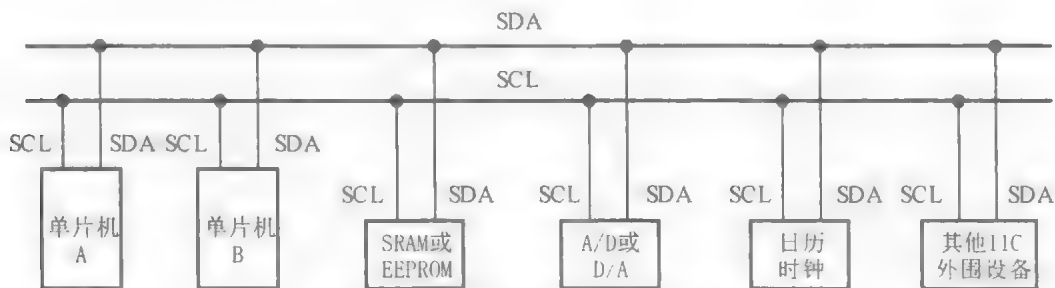 SDA
SCL
SCL SDA SCL SDA
SCL SDA SCL SDA SCL SDA SCL SDA
单片机 A
单片机 B
SRAM或 EEPROM
A/D或 D/A
日历 时钟
其他IIC 外围设备